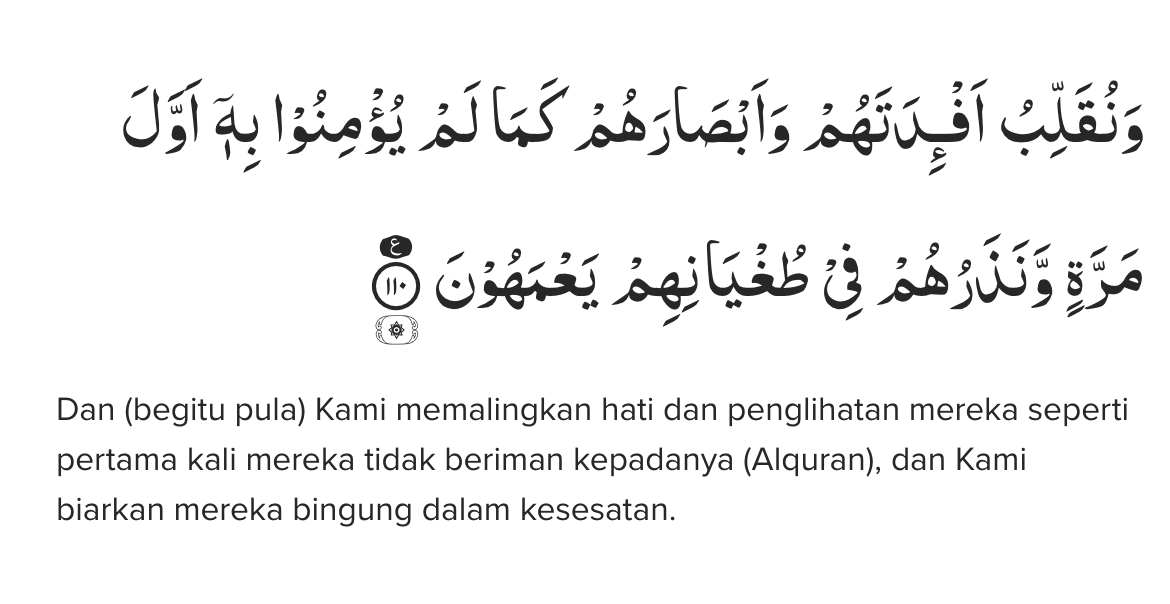 وَنُقَلِّبُ اَفْـِٕدَتَهُمْ وَاَبْصَارَهُمْ كَمَا لَمْ يُؤْمِنُوْا بِهٖٓ اَوَّلَ
مَرَّةٍ وَّنَذَرُهُمْ فِيْ طُغْيَانِهِمْ يَعْمَهُوْنَ ع ١١٠
Dan (begitu pula) Kami memalingkan hati dan penglihatan mereka seperti
pertama kali mereka tidak beriman kepadanya (Alquran), dan Kami
biarkan mereka bingung dalam kesesatan.